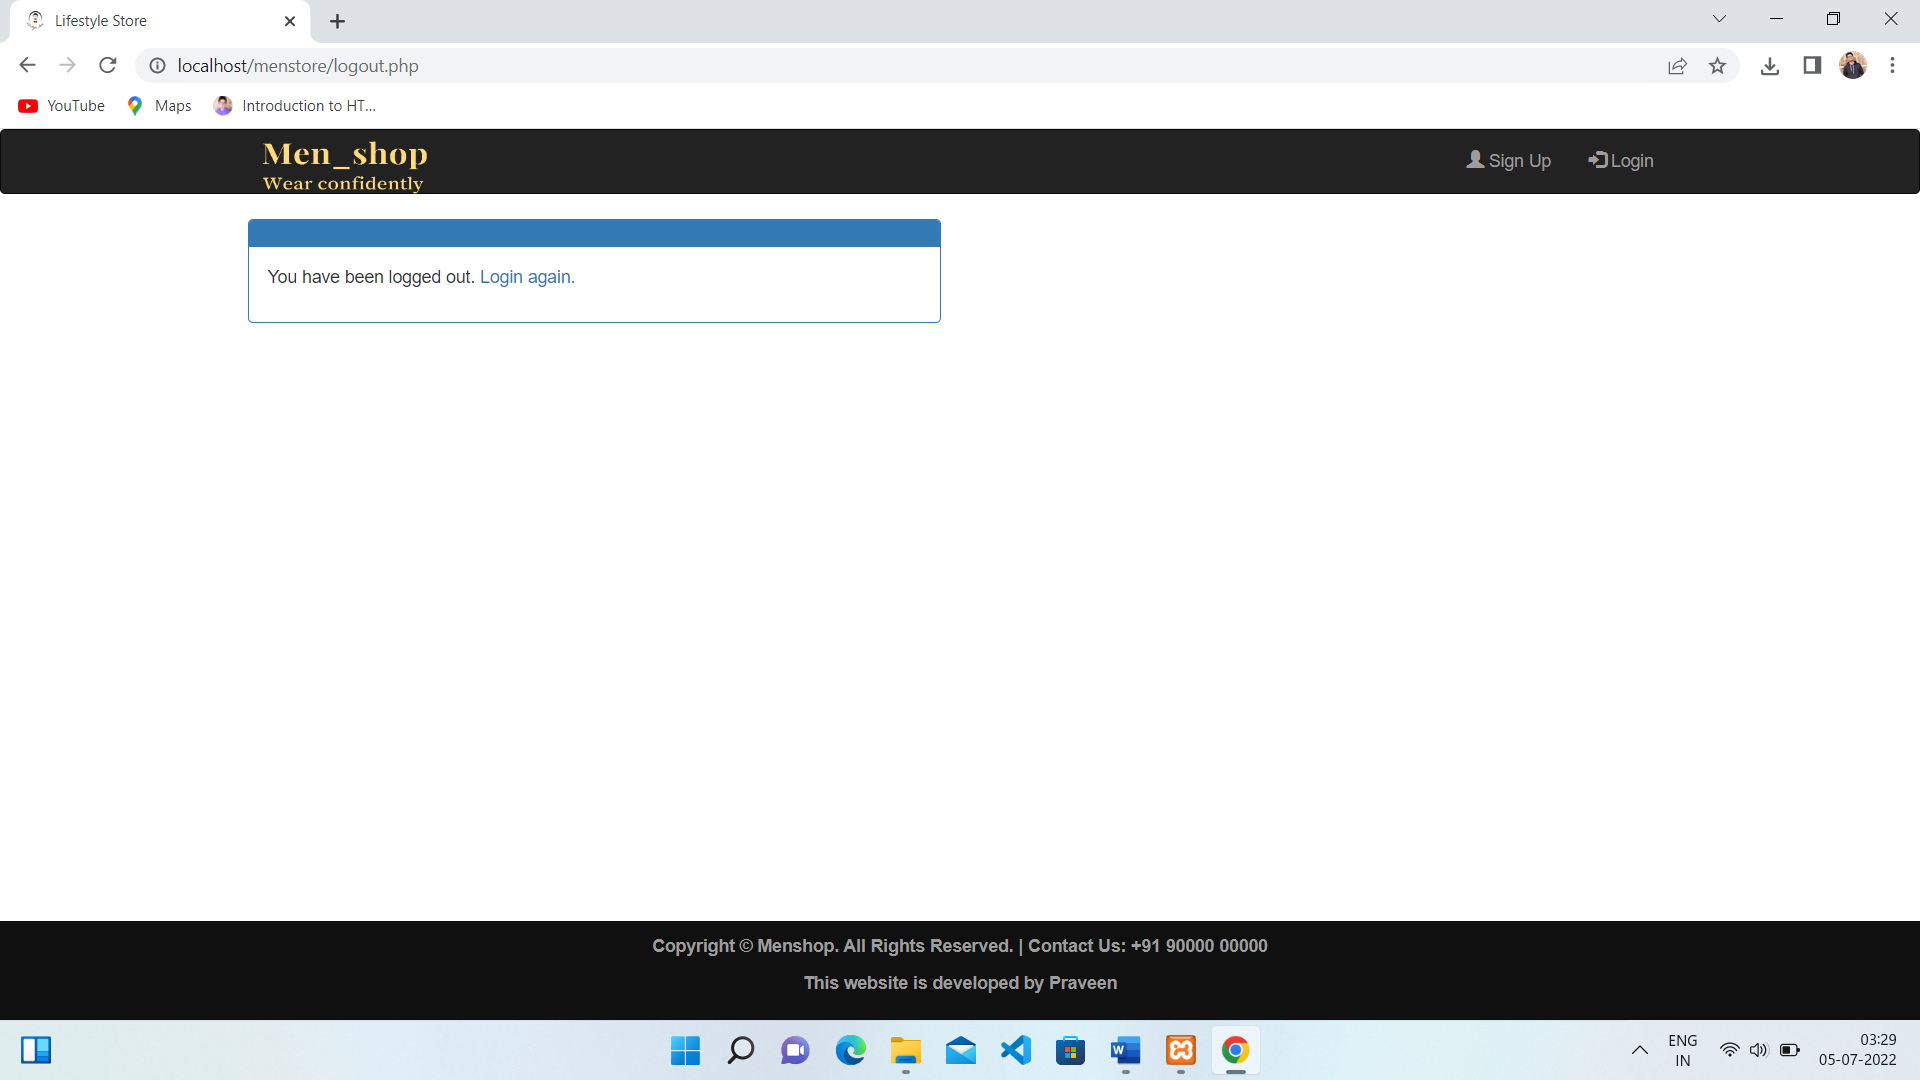 Lifestyle Store
localhost/menstore/logout.php
YouTube Maps Introduction to HT...
Men_shop
Wear confidently
Sign Up Login
You have been logged out. Login again.
Copyright © Menshop. All Rights Reserved. | Contact Us: +91 90000 00000
This website is developed by Praveen
ENG
IN
03:29
05-07-2022